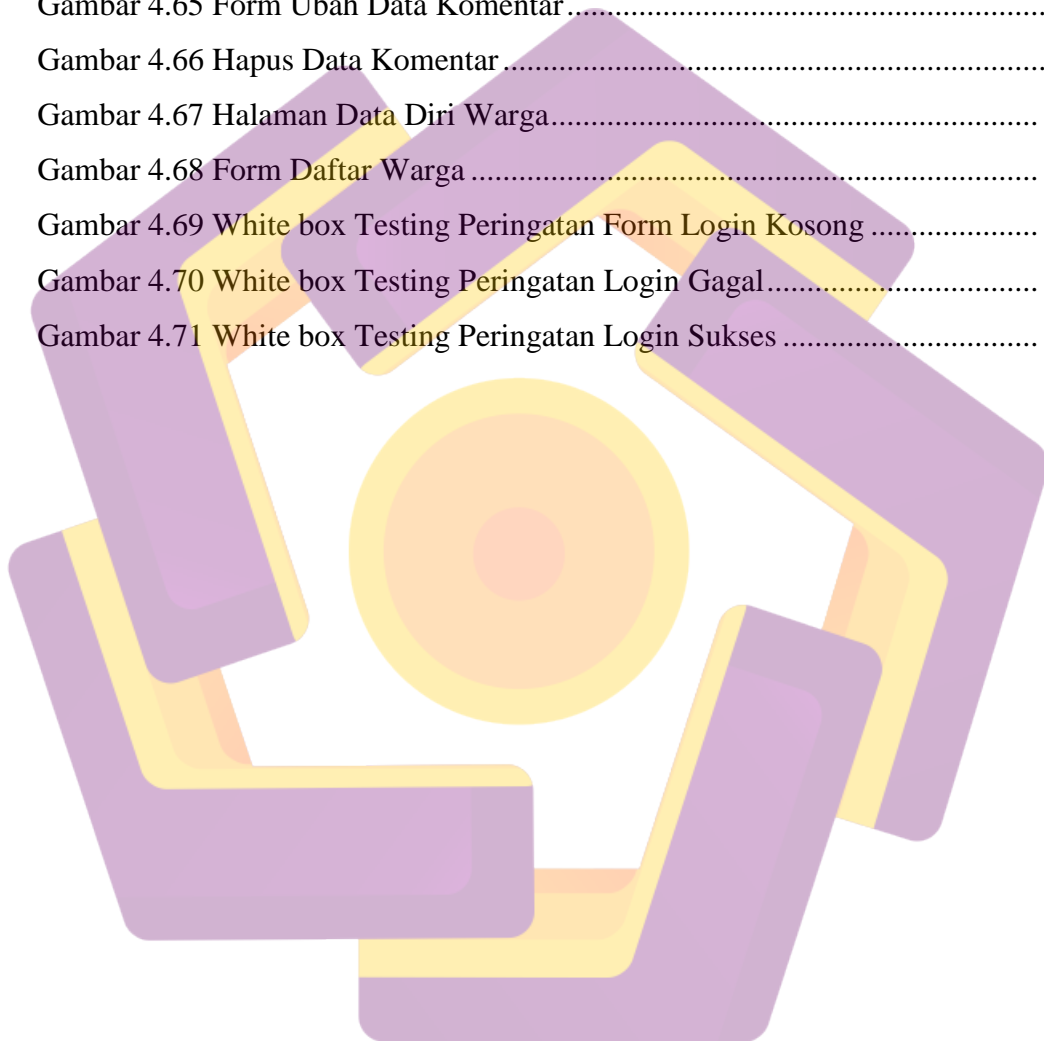 Gambar 4.65 Form Ubah Data Komentar....................................................................
Gambar 4.66 Hapus Data Komentar............................................................................
Gambar 4.67 Halaman Data Diri Warga......................................................................
Gambar 4.68 Form Daftar Warga ................................................................................
Gambar 4.69 White box Testing Peringatan Form Login Kosong ........................
Gambar 4.70 White box Testing Peringatan Login Gagal......................................
Gambar 4.71 White box Testing Peringatan Login Sukses ....................................